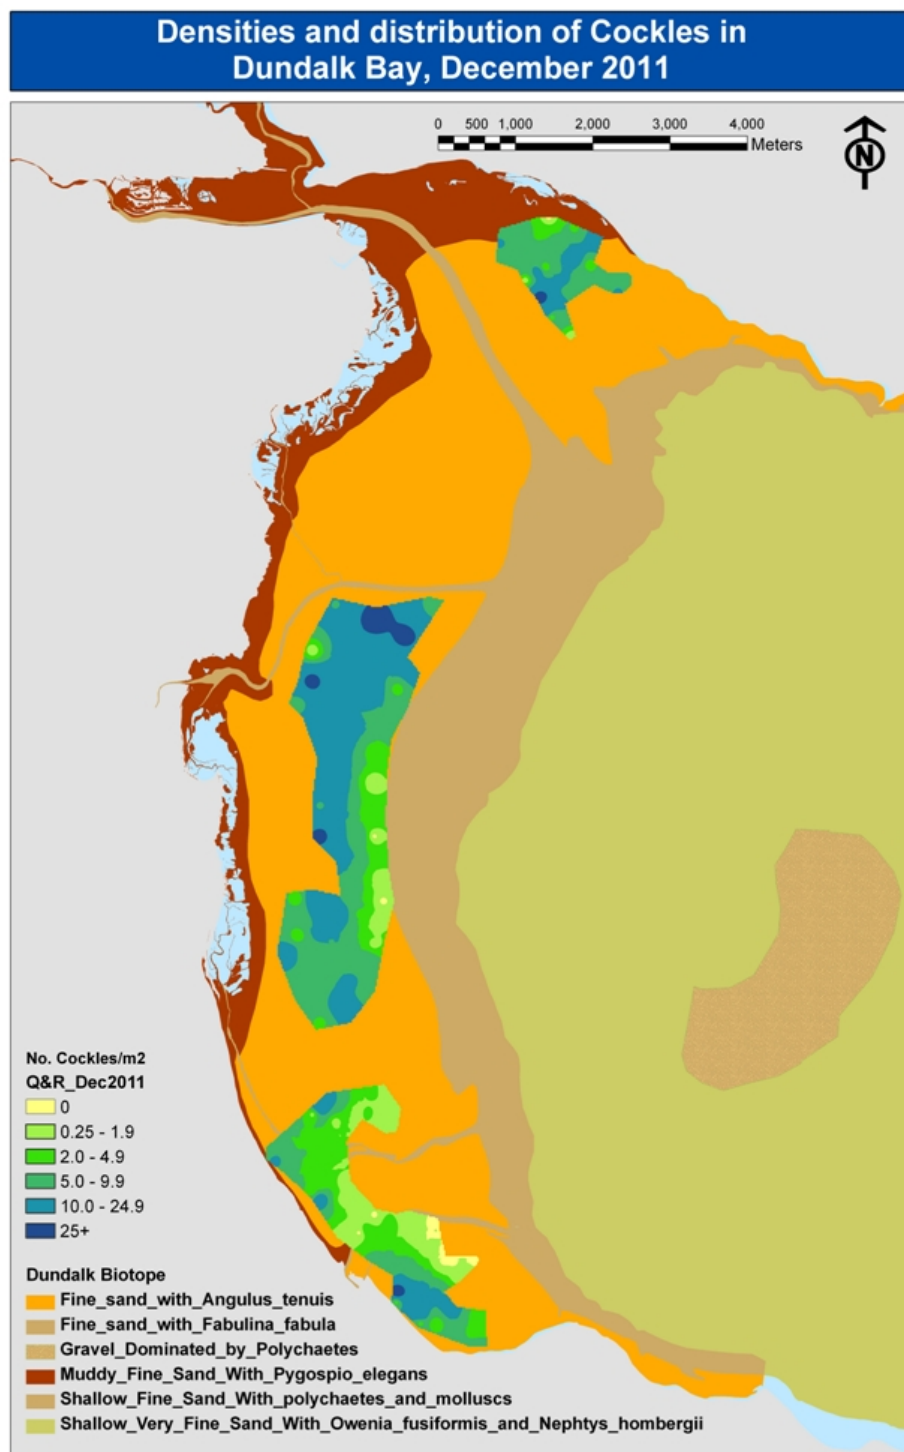 Densities and distribution of Cockles in
Dundalk Bay, December 2011
0 500 1,000 2,000 3,000 4,000
Meters
N
No. Cockles/m2
Q&R_Dec2011
0
0.25 - 1.9
2.0 - 4.9
5.0 - 9.9
10.0 - 24.9
25+
Dundalk Biotope
Fine_sand_with_Angulus_tenuis
Fine_sand_with_Fabulina_fabula
Gravel_Dominated_by_Polychaetes
Muddy_Fine_Sand_With_Pygospio_elegans
Shallow_Fine_Sand_With_polychaetes_and_molluscs
Shallow_Very_Fine_Sand_With_Owenia_fusiformis_and_Nephtys_hombergii